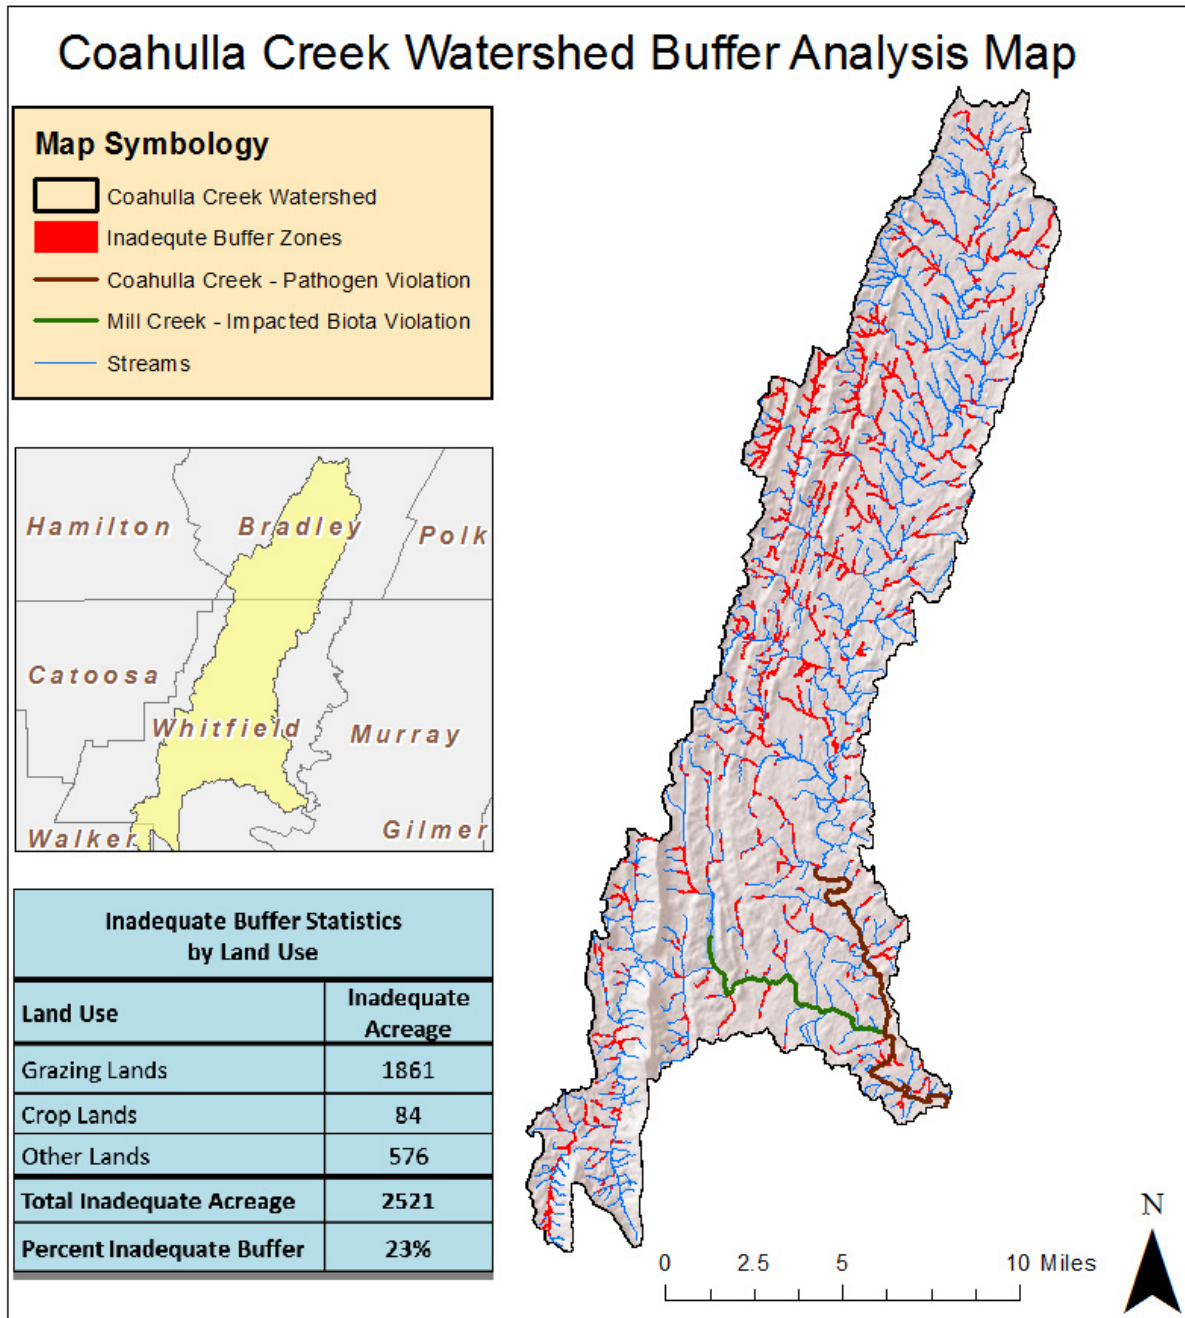 Coahulla Creek Watershed Buffer Analysis Map
Map Symbology
Coahulla Creek Watershed
Inadequte Buffer Zones
Coahulla Creek - Pathogen Violation
Mill Creek - Impacted Biota Violation
Streams
Hamilton
Bradley
Polk
Catoosa
Whitfield
Murray
Walker
Gilmer
Inadequate Buffer Statistics
by Land Use
Land Use
Inadequate
Acreage
Grazing Lands 1861
Crop Lands 84
Other Lands 576
Total Inadequate Acreage 2521
Percent Inadequate Buffer 23%
0 2.5 5 10 Miles
N